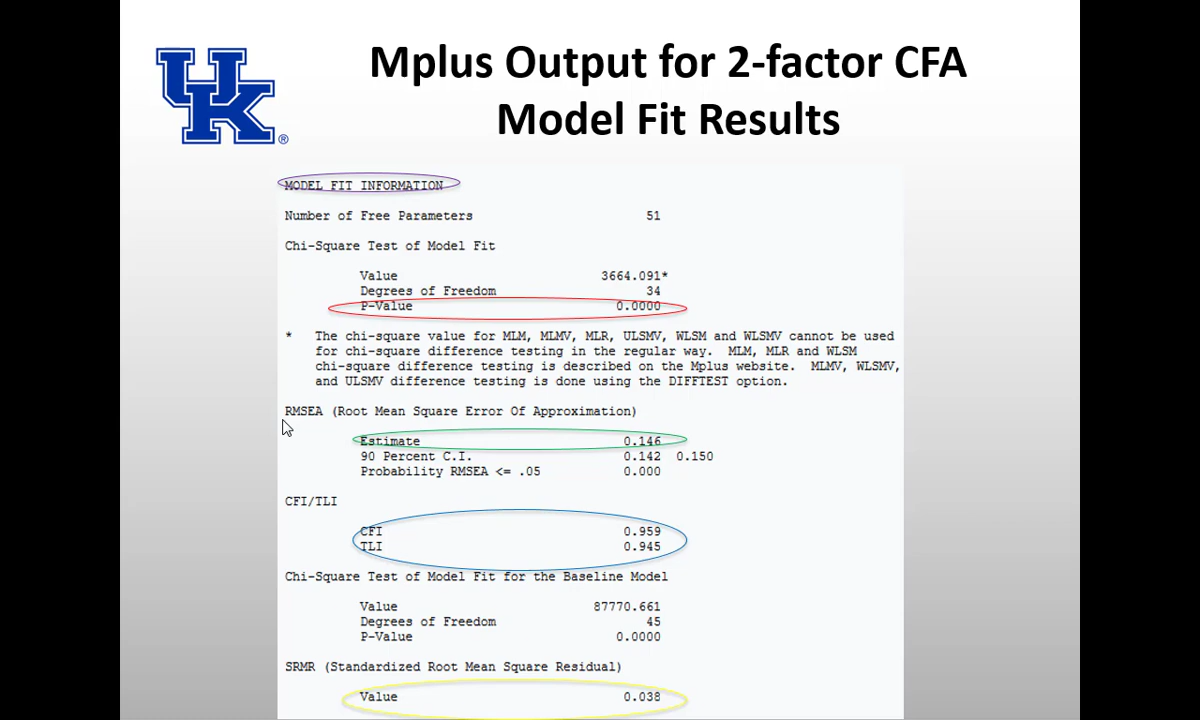 UK®
Mplus Output for 2-factor CFA
Model Fit Results
MODEL FIT INFORMATION
Number of Free Parameters 51
Chi-Square Test of Model Fit
Value 3664.091*
Degrees of Freedom 34
P-Value 0.0000
* The chi-square value for MLM, MLMV, MLR, ULSMV, WLSM and WLSMV cannot be used
for chi-square difference testing in the regular way. MLM, MLR and WLSM
chi-square difference testing is described on the Mplus website. MLMV, WLSMV,
and ULSMV difference testing is done using the DIFFTEST option.
RMSEA (Root Mean Square Error Of Approximation)
Estimate 0.146
90 Percent C.I. 0.142 0.150
Probability RMSEA <= .05 0.000
CFI/TLI
CFI 0.959
TLI 0.945
Chi-Square Test of Model Fit for the Baseline Model
Value 87770.661
Degrees of Freedom 45
P-Value 0.0000
SRMR (Standardized Root Mean Square Residual)
Value 0.038